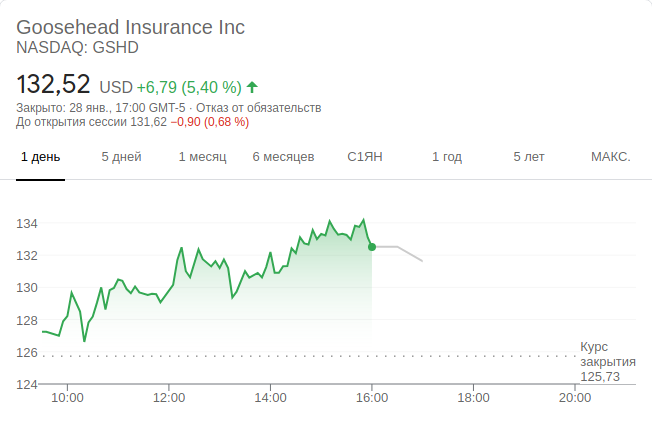 Goosehead Insurance Inc
NASDAQ: GSHD
132,52 USD +6,79 (5,40 %)
Закрыто: 28 янв., 17:00 GMT-5 · Отказ от обязательств
До открытия сессии 131,62 −0,90 (0,68 %)
1 день 5 дней 1 месяц 6 месяцев С1ЯН 1 год 5 лет МАКС.
134
132
130
128
126
124
Курс
закрытия
125,73
10:00 12:00 14:00 16:00 18:00 20:00